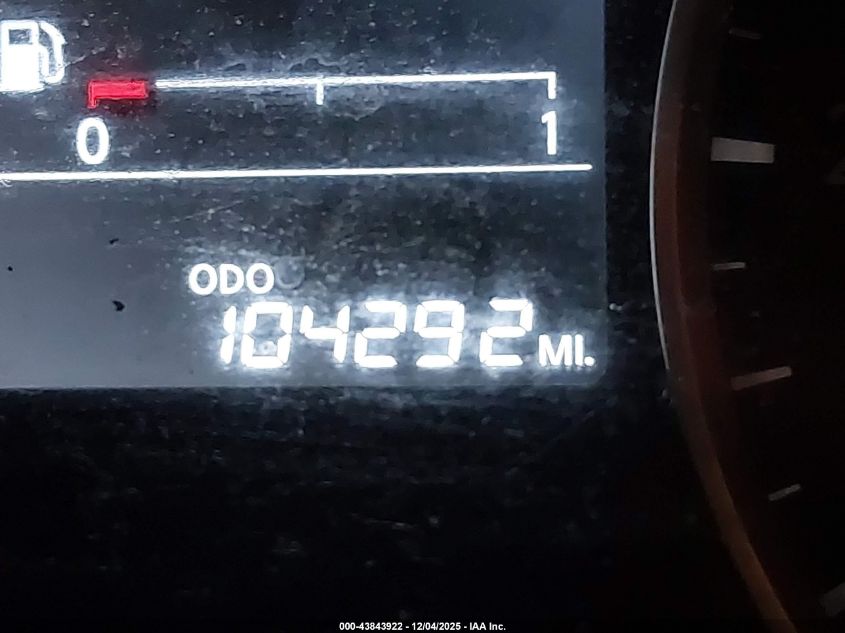 0 1
ODO
104292 MI.
000-43843922 - 12/04/2025 - IAA Inc.